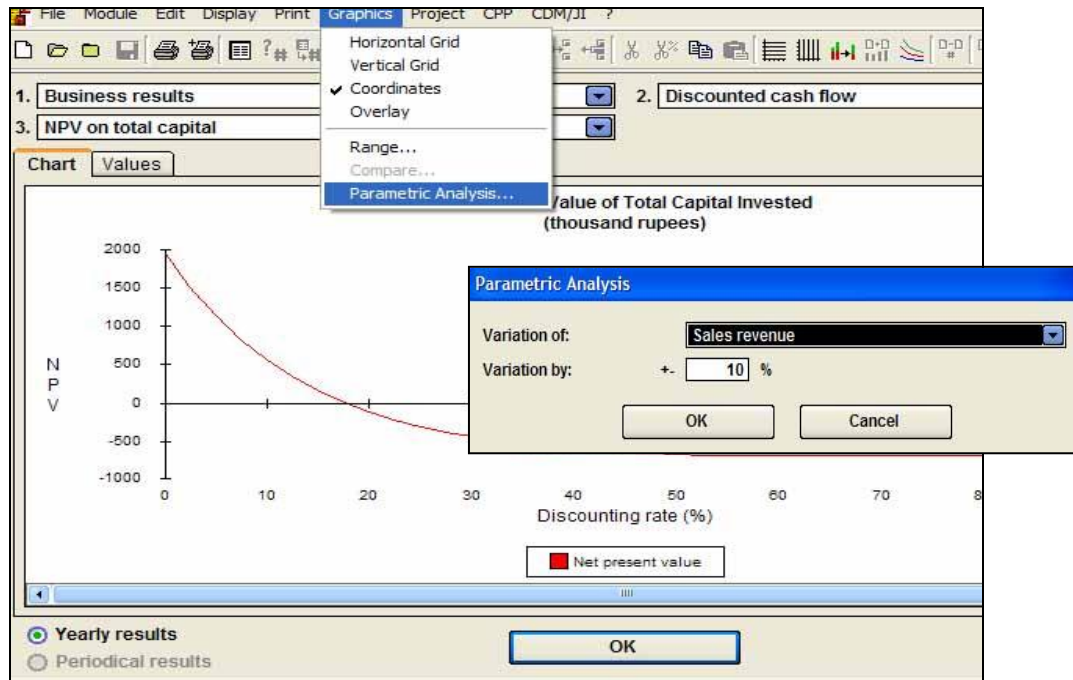 File Module Edit Display Print Graphics Project CPP CDM/JI ?
Horizontal Grid
Vertical Grid
Coordinates
Overlay
Range...
Compare...
Parametric Analysis...
1. Business results
2. Discounted cash flow
3. NPV on total capital
Chart Values
Value of Total Capital Invested
(thousand rupees)
2000
1500
1000
500
0
-500
-1000
NPV
0 10 20 30 40 50 60 70 8
Discounting rate (%)
Net present value
Parametric Analysis
Variation of: Sales revenue
Variation by: +- 10 %
OK Cancel
Yearly results
Periodical results
OK